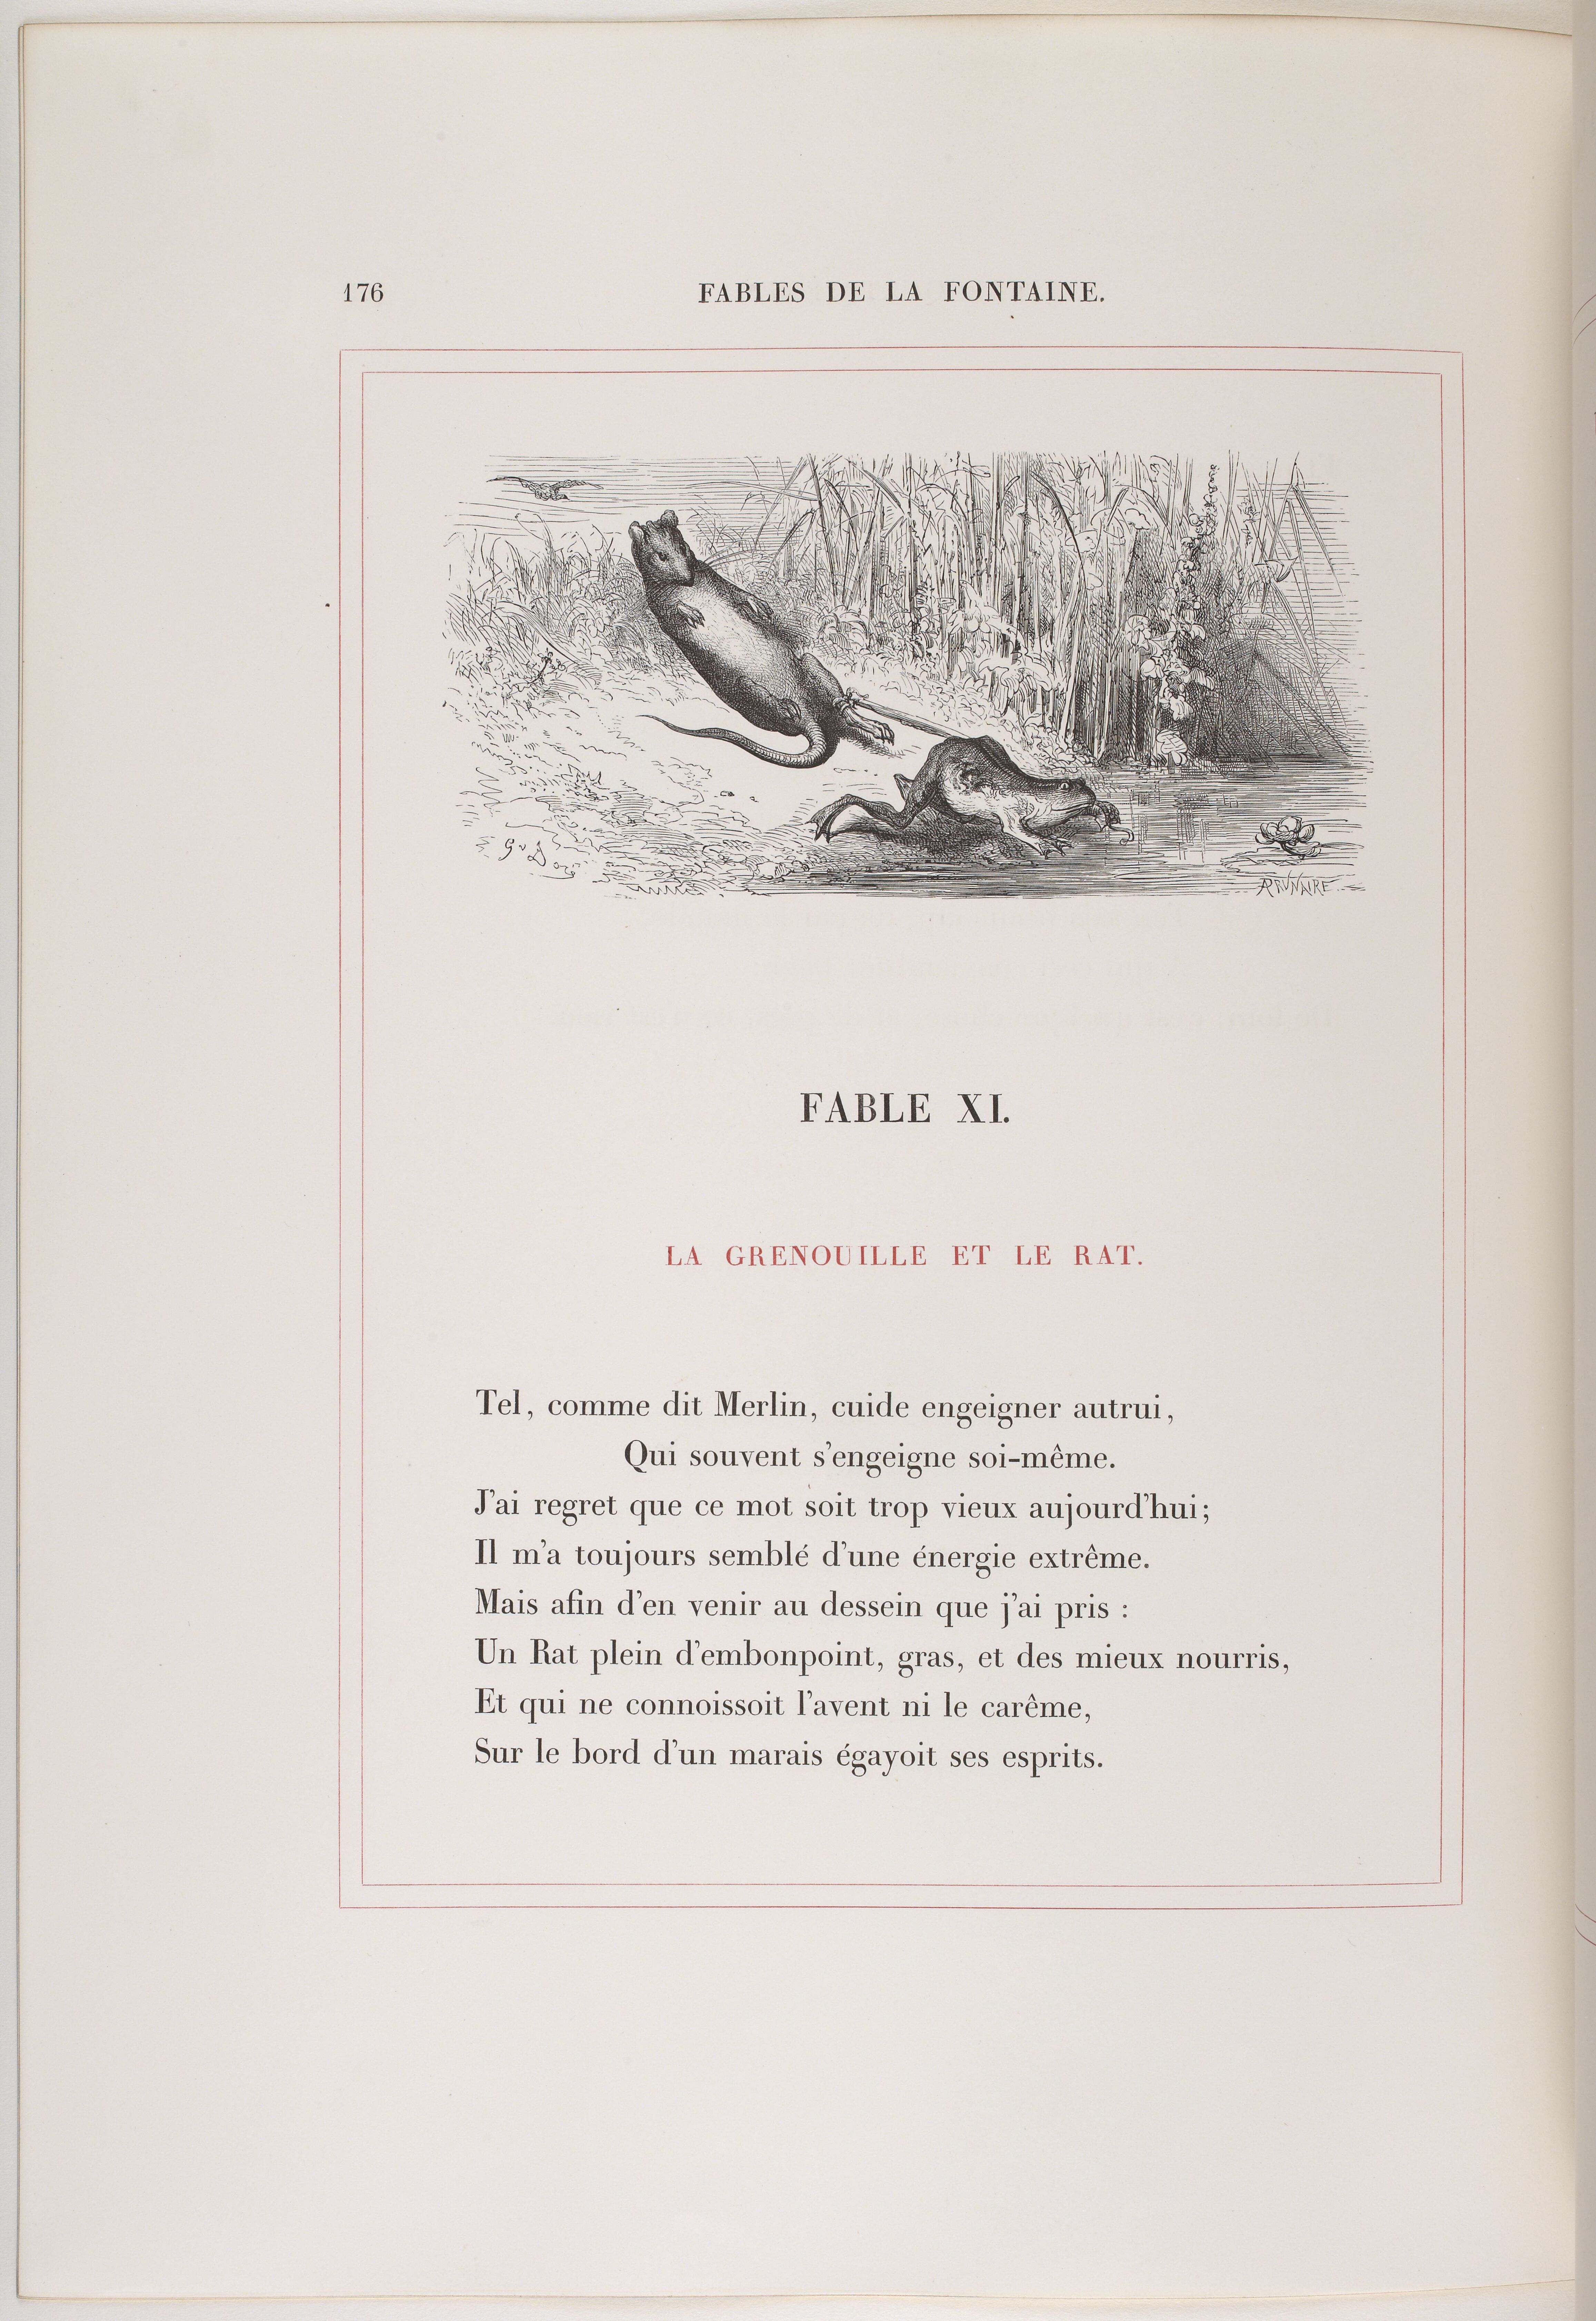 176
FABLES DE LA FONTAINE.
G. Doré
A PRUNAIRE
FABLE XI.
LA GRENOUILLE ET LE RAT.
Tel, comme dit Merlin, cuide engeigner autrui,
Qui souvent s'engeigne soi-même.
J'ai regret que ce mot soit trop vieux aujourd'hui;
Il m'a toujours semblé d'une énergie extrême.
Mais afin d'en venir au dessein que j'ai pris :
Un Rat plein d'embonpoint, gras, et des mieux nourris,
Et qui ne connoissoit l'avent ni le carême,
Sur le bord d'un marais égayoit ses esprits.